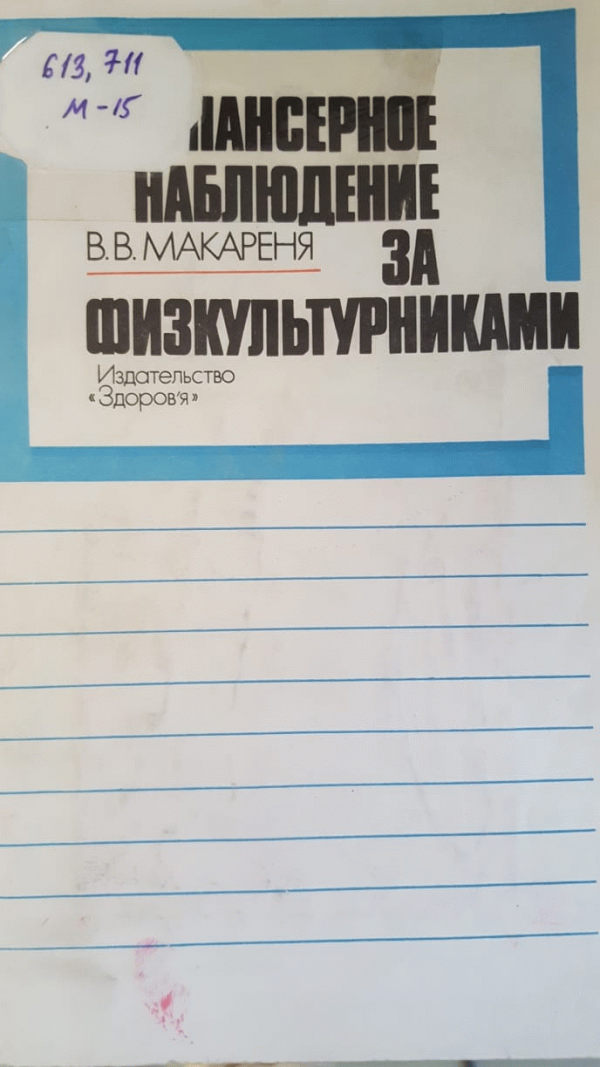 613,711
М-15
ПАНСЕРНОЕ
НАБЛЮДЕНИЕ
В. В. МАКАРЕНЯ
ЗА
ФИЗКУЛЬТУРНИКАМИ
Издательство
«Здоров'я»